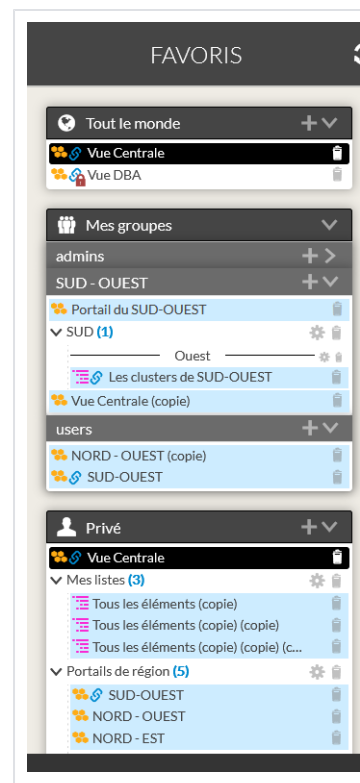 FAVORIS
Tout le monde
Vue Centrale
Vue DBA
Mes groupes
admins
SUD - OUEST
Portail du SUD-OUEST
SUD (1)
Ouest
Les clusters de SUD-OUEST
Vue Centrale (copie)
users
NORD - OUEST (copie)
SUD-OUEST
Privé
Vue Centrale
Mes listes (3)
Tous les éléments (copie)
Tous les éléments (copie) (copie)
Tous les éléments (copie) (copie) (c...
Portails de région (5)
SUD-OUEST
NORD - OUEST
NORD - EST